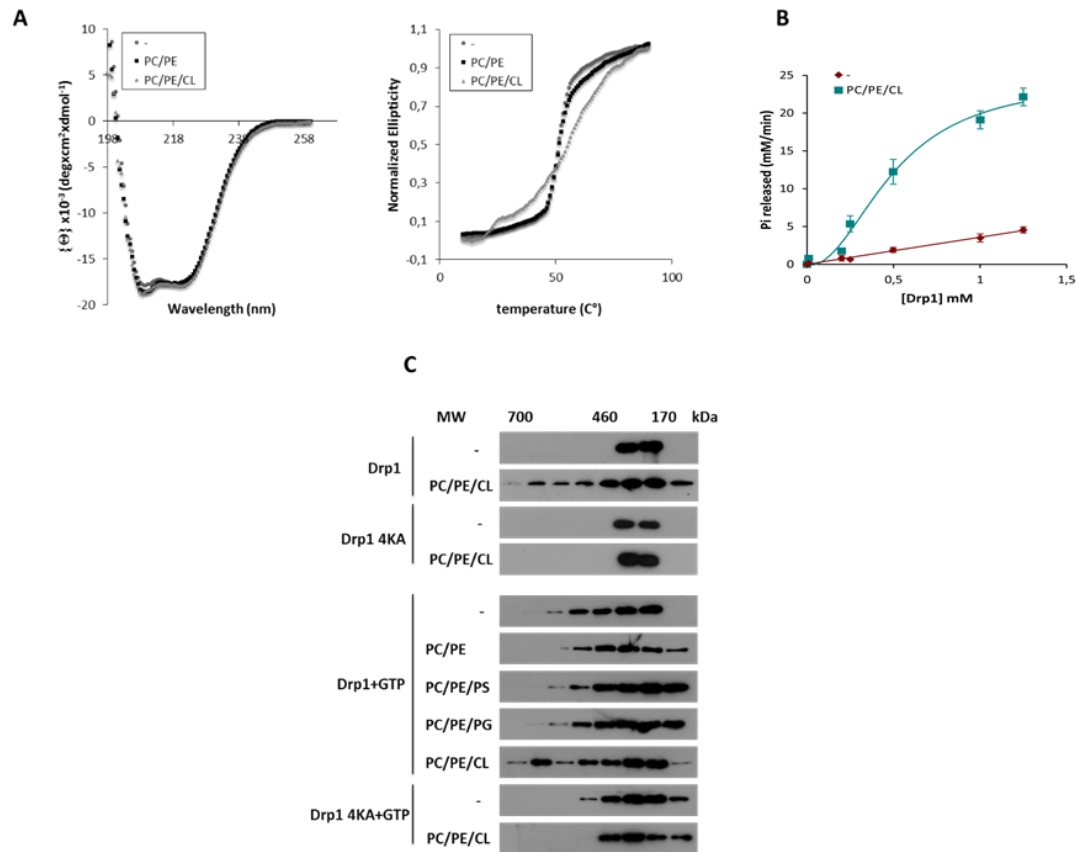 A
10
5
0
-5
-10
-15
-20
198 218 238 258
{Θ} x10-³ (degxcm²xdmol-¹)
Wavelength (nm)
-
PC/PE
PC/PE/CL
1,1
0,9
0,7
0,5
0,3
0,1
-0,1
0 50 100
Normalized Ellipticity
temperature (C°)
-
PC/PE
PC/PE/CL
B
-
PC/PE/CL
25
20
15
10
5
0
0 0,5 1 1,5
Pi released (mM/min)
[Drp1] mM
C
MW 700 460 170 kDa
Drp1
-
PC/PE/CL
Drp1 4KA
-
PC/PE/CL
Drp1+GTP
-
PC/PE
PC/PE/PS
PC/PE/PG
PC/PE/CL
Drp1 4KA+GTP
-
PC/PE/CL